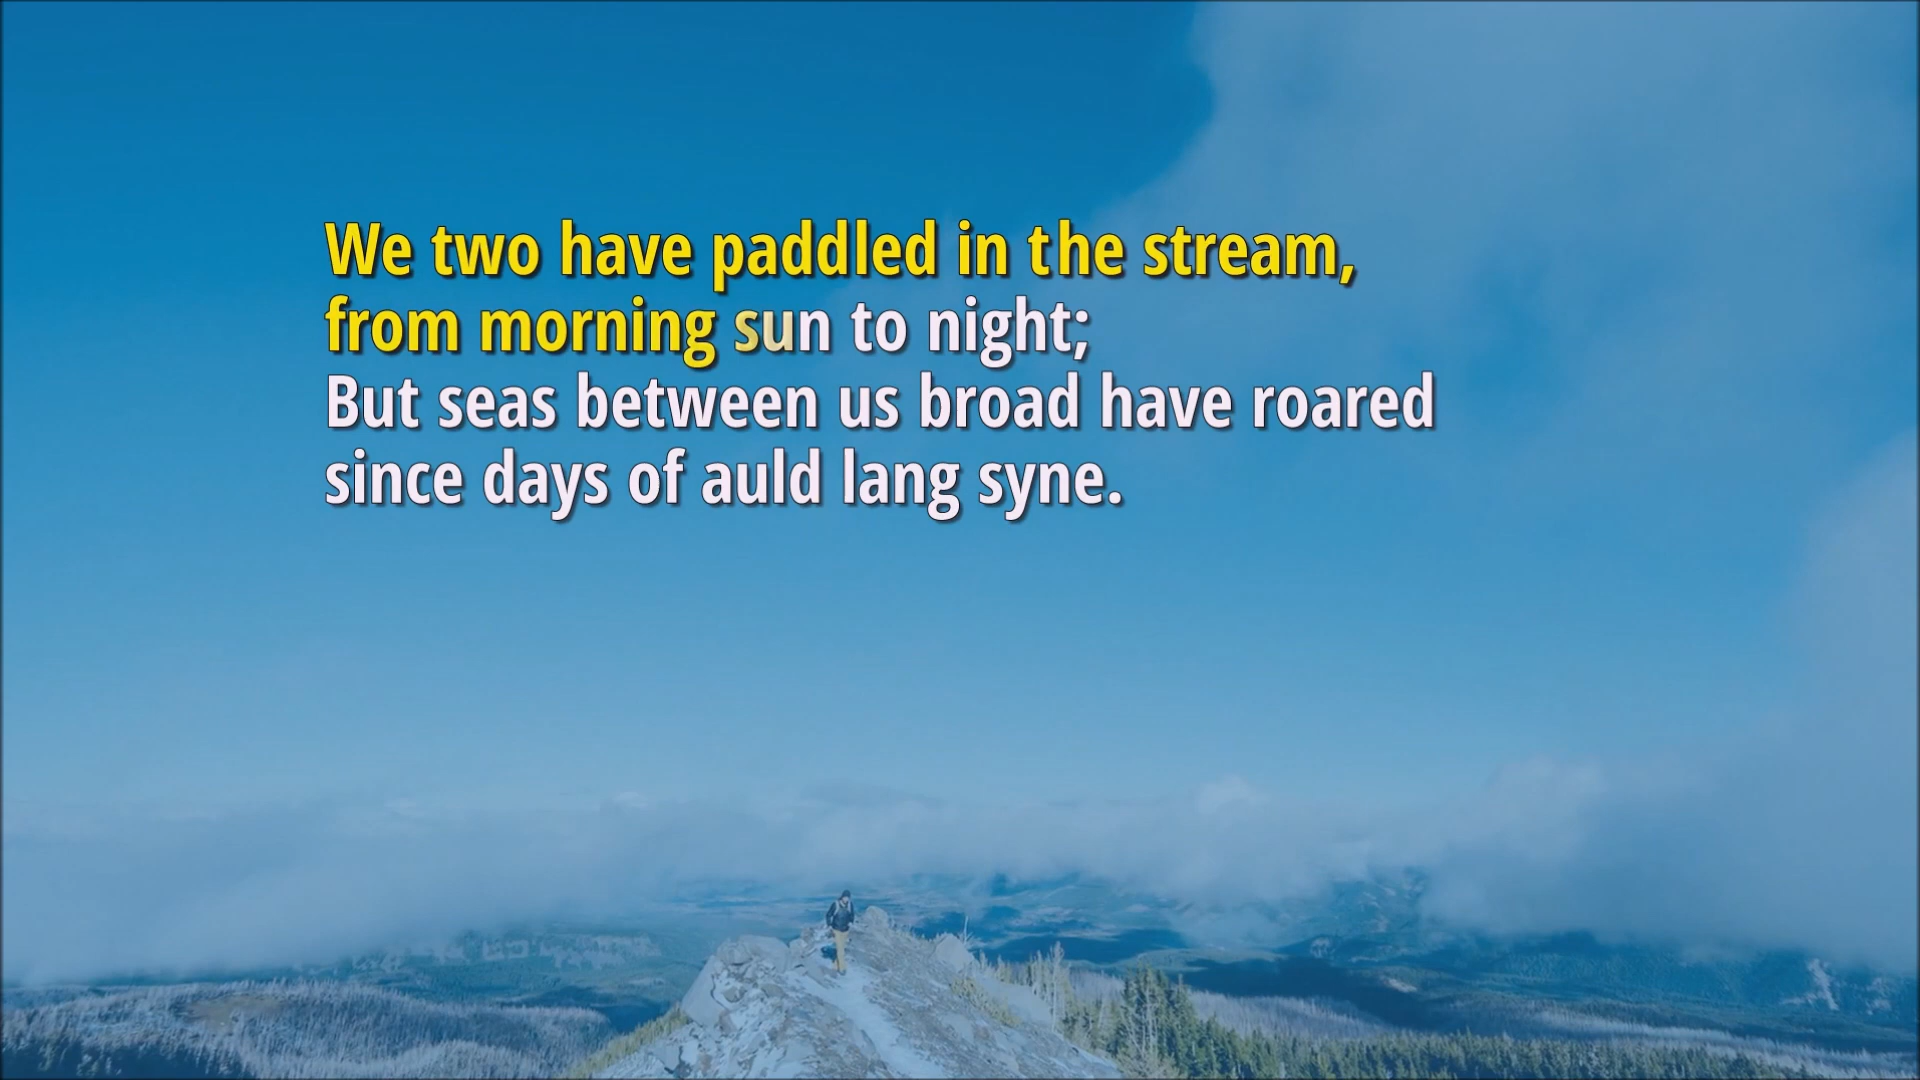 We two have paddled in the stream,
from morning sun to night;
But seas between us broad have roared
since days of auld lang syne.